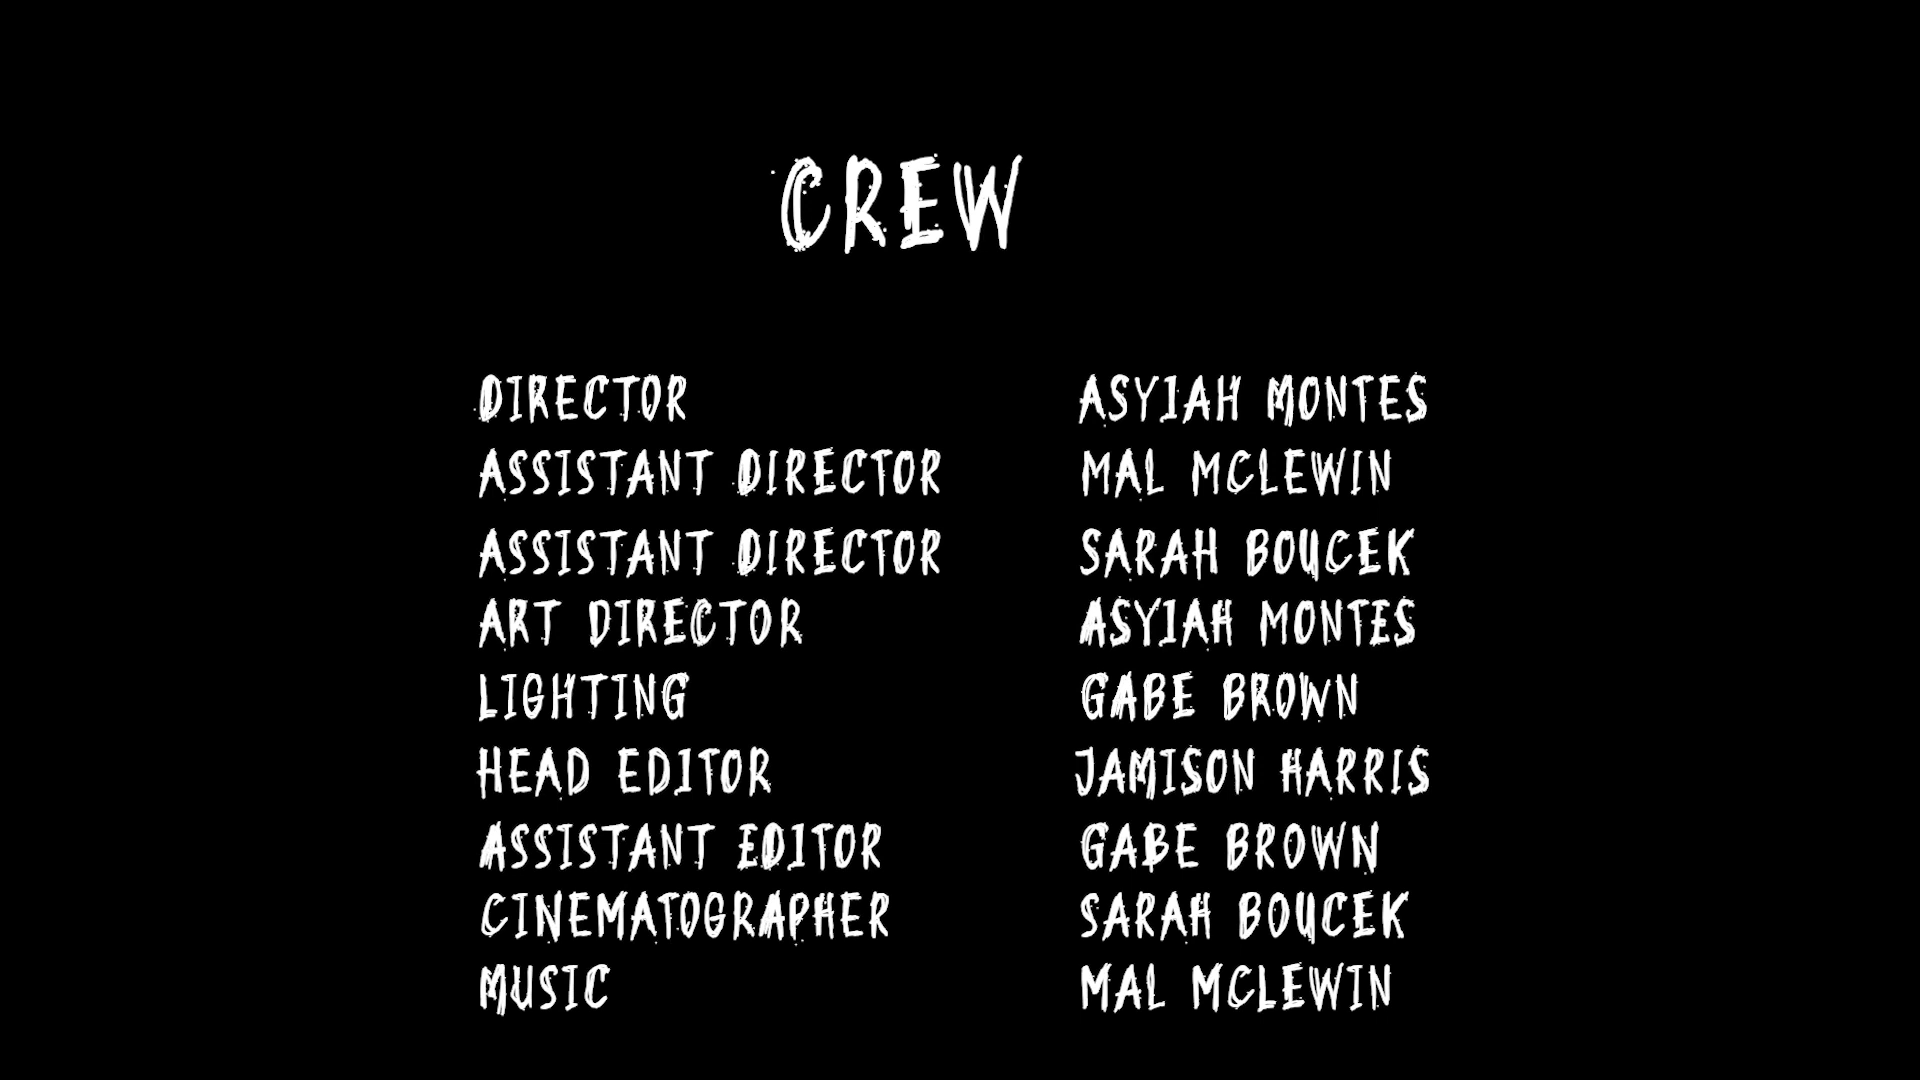 CREW
DIRECTOR ASYIAH MONTES
ASSISTANT DIRECTOR MAL MCLEWIN
ASSISTANT DIRECTOR SARAH BOUCEK
ART DIRECTOR ASYIAH MONTES
LIGHTING GABE BROWN
HEAD EDITOR JAMISON HARRIS
ASSISTANT EDITOR GABE BROWN
CINEMATOGRAPHER SARAH BOUCEK
MUSIC MAL MCLEWIN